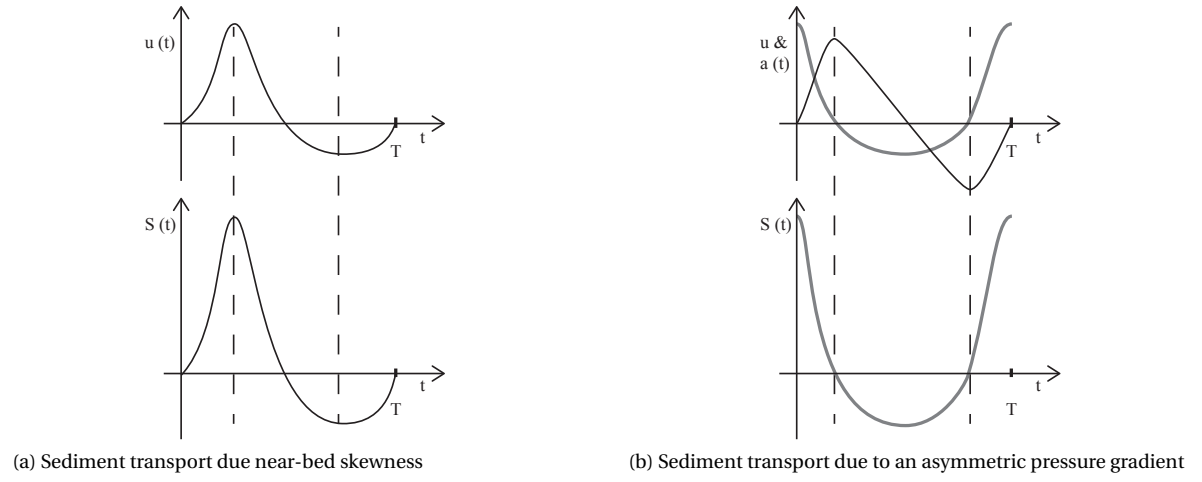 u (t)
t
T
S (t)
t
T
(a) Sediment transport due near-bed skewness
u &
a (t)
t
T
S (t)
t
T
(b) Sediment transport due to an asymmetric pressure gradient